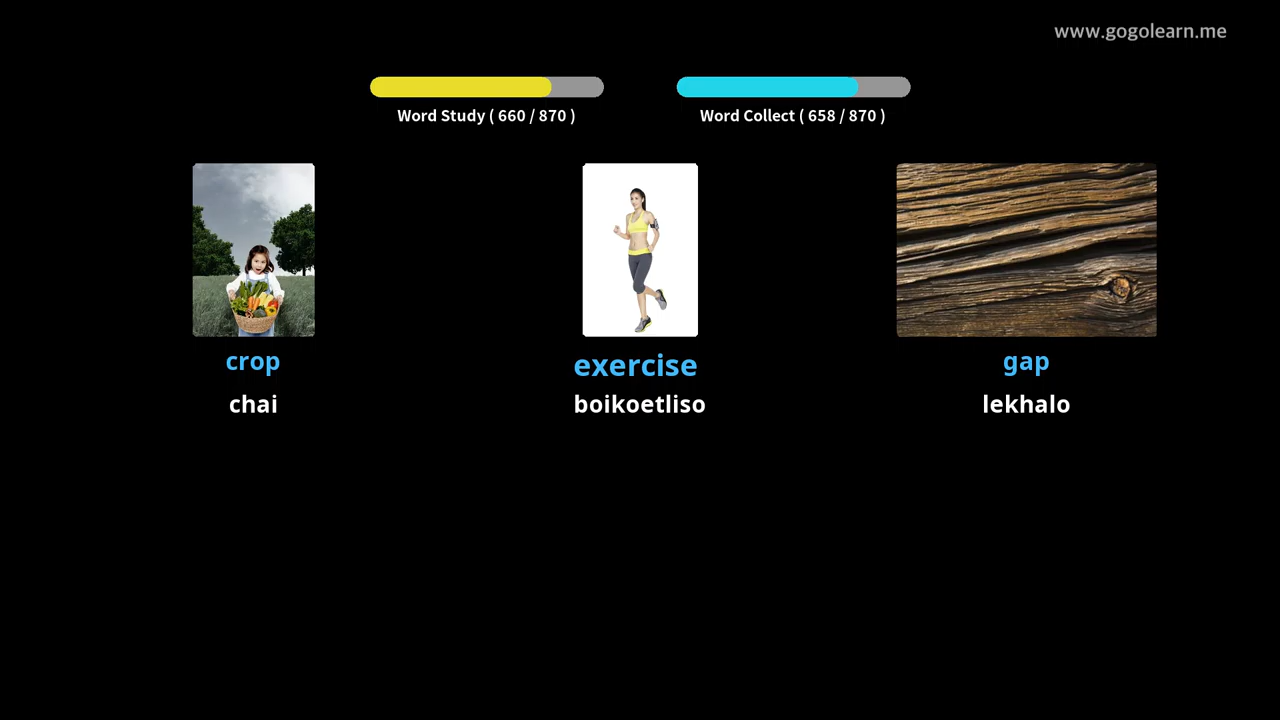 www.gogolearn.me
Word Study ( 660 / 870 )
Word Collect ( 658 / 870 )
crop
exercise
gap
chai
boikoetliso
lekhalo